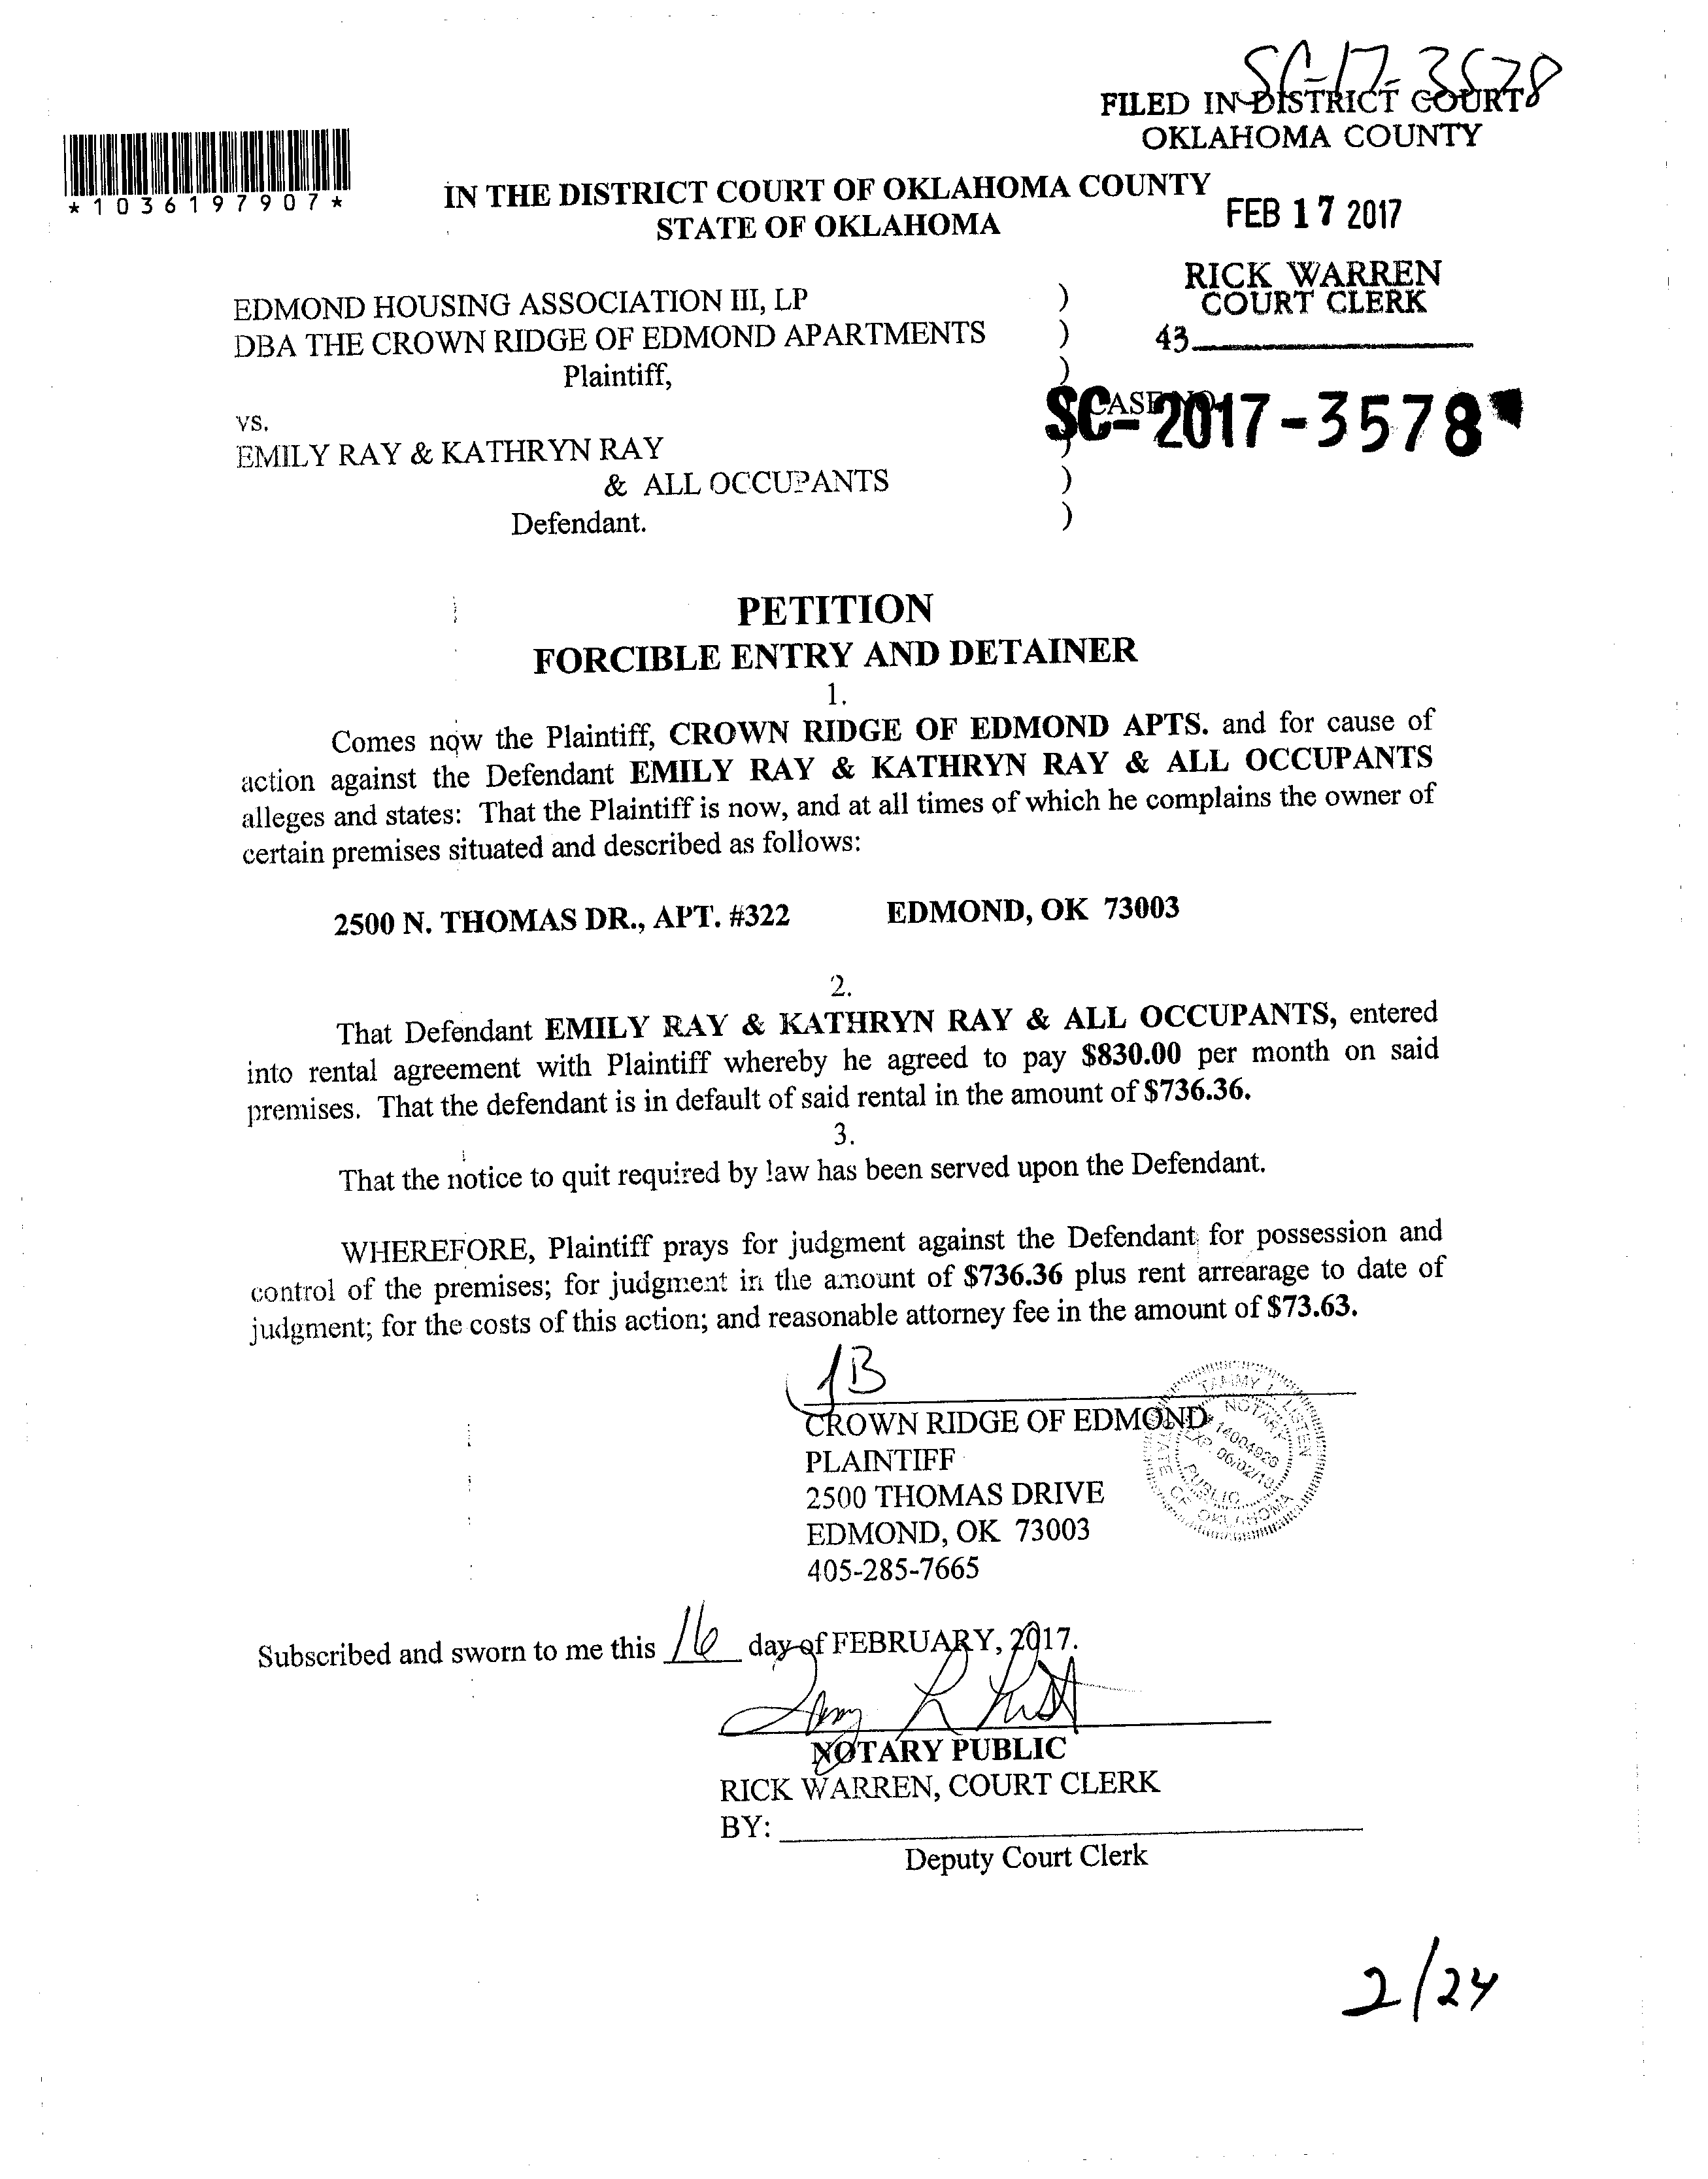 SC-17-3578
FILED IN DISTRICT COURT
OKLAHOMA COUNTY
*1036197907*
IN THE DISTRICT COURT OF OKLAHOMA COUNTY
STATE OF OKLAHOMA
FEB 17 2017
RICK WARREN
COURT CLERK
43
EDMOND HOUSING ASSOCIATION III, LP )
DBA THE CROWN RIDGE OF EDMOND APARTMENTS )
Plaintiff, )
CASE NO.
SC-2017-3578
vs.
EMILY RAY & KATHRYN RAY )
& ALL OCCUPANTS )
Defendant. )
PETITION
FORCIBLE ENTRY AND DETAINER
1.
Comes now the Plaintiff, CROWN RIDGE OF EDMOND APTS. and for cause of
action against the Defendant EMILY RAY & KATHRYN RAY & ALL OCCUPANTS
alleges and states: That the Plaintiff is now, and at all times of which he complains the owner of
certain premises situated and described as follows:
2500 N. THOMAS DR., APT. #322 EDMOND, OK 73003
2.
That Defendant EMILY RAY & KATHRYN RAY & ALL OCCUPANTS, entered
into rental agreement with Plaintiff whereby he agreed to pay $830.00 per month on said
premises. That the defendant is in default of said rental in the amount of $736.36.
3.
That the notice to quit required by law has been served upon the Defendant.
WHEREFORE, Plaintiff prays for judgment against the Defendant for possession and
control of the premises; for judgment in the amount of $736.36 plus rent arrearage to date of
judgment; for the costs of this action; and reasonable attorney fee in the amount of $73.63.
JB
CROWN RIDGE OF EDMOND
PLAINTIFF
2500 THOMAS DRIVE
EDMOND, OK 73003
405-285-7665
TAMMY L.
NOTARY
# 14004926
EXP. 06/02/18
PUBLIC
STATE OF OKLAHOMA
Subscribed and sworn to me this 16 day of FEBRUARY, 2017.
NOTARY PUBLIC
RICK WARREN, COURT CLERK
BY:
Deputy Court Clerk
2/24